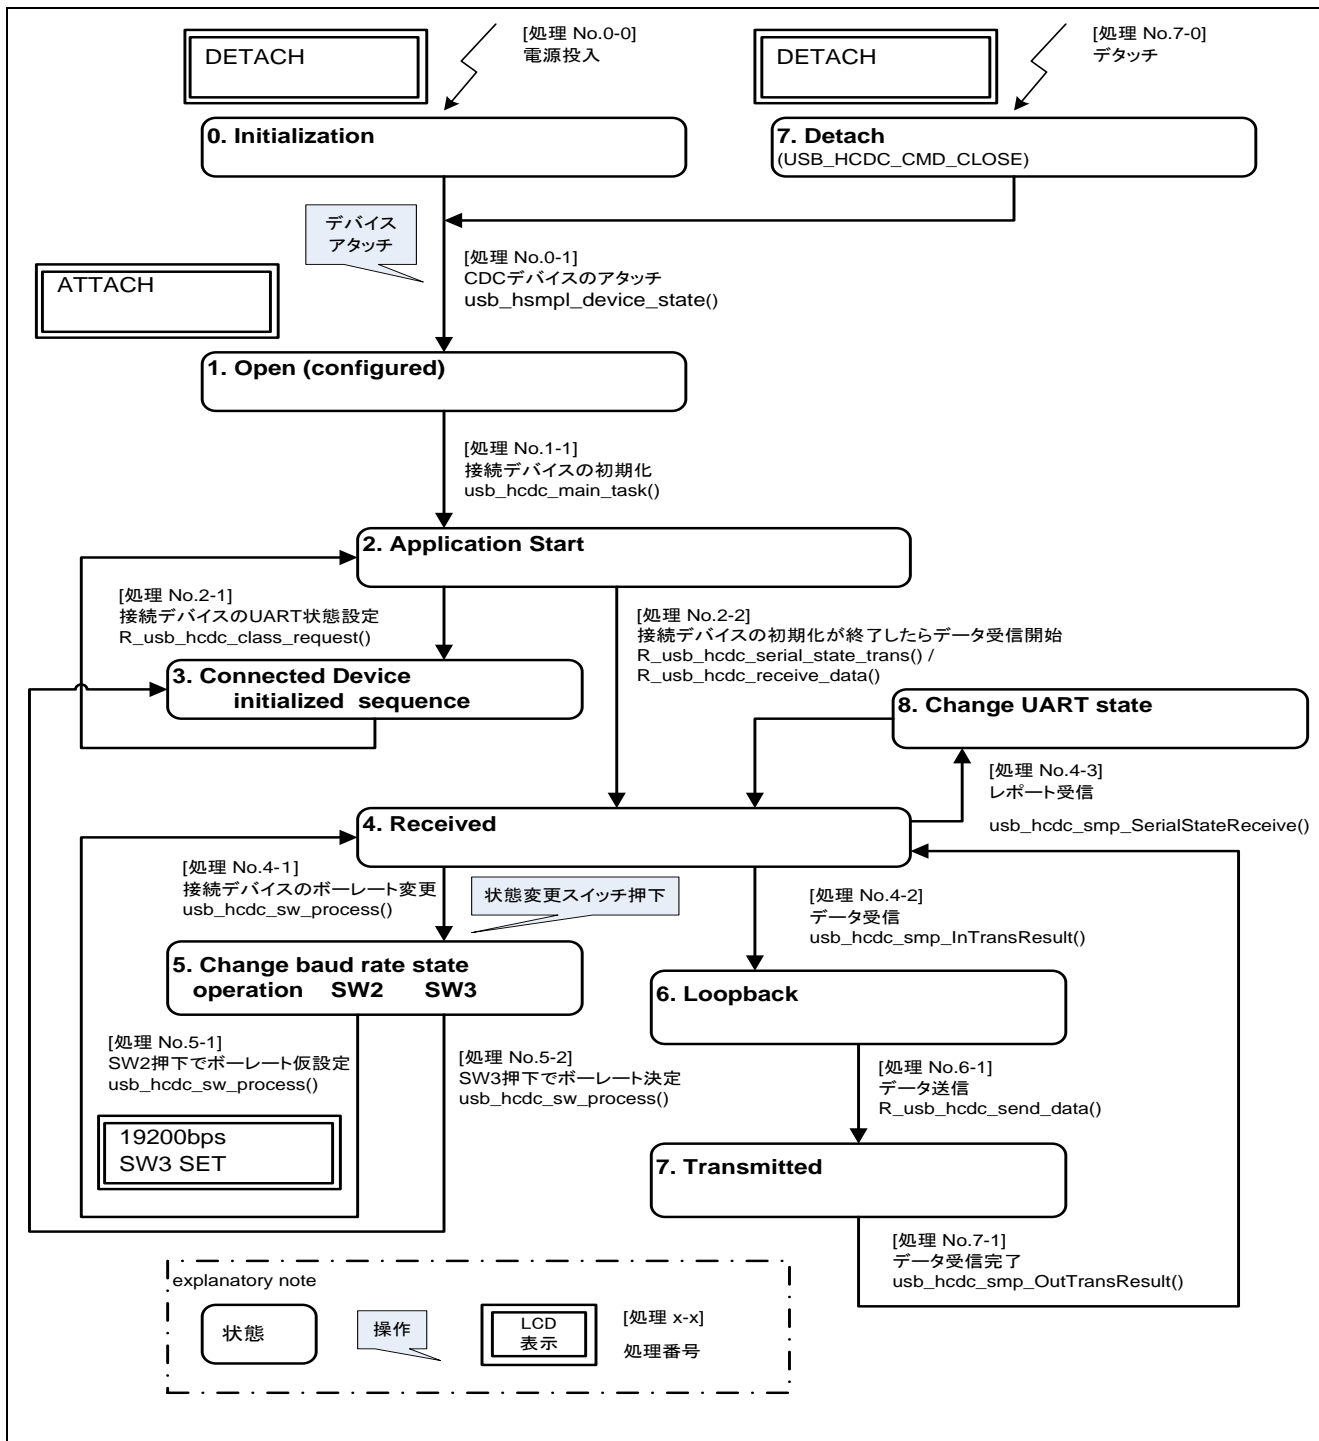 DETACH
[処理 No.0-0]
電源投入
DETACH
[処理 No.7-0]
デタッチ
0. Initialization
7. Detach
(USB_HCDC_CMD_CLOSE)
デバイス
アタッチ
[処理 No.0-1]
CDCデバイスのアタッチ
usb_hsmpl_device_state()
ATTACH
1. Open (configured)
[処理 No.1-1]
接続デバイスの初期化
usb_hcdc_main_task()
2. Application Start
[処理 No.2-1]
接続デバイスのUART状態設定
R_usb_hcdc_class_request()
[処理 No.2-2]
接続デバイスの初期化が終了したらデータ受信開始
R_usb_hcdc_serial_state_trans() /
R_usb_hcdc_receive_data()
3. Connected Device
initialized sequence
8. Change UART state
[処理 No.4-3]
レポート受信
usb_hcdc_smp_SerialStateReceive()
4. Received
[処理 No.4-1]
接続デバイスのボーレート変更
usb_hcdc_sw_process()
状態変更スイッチ押下
[処理 No.4-2]
データ受信
usb_hcdc_smp_InTransResult()
5. Change baud rate state
operation SW2 SW3
6. Loopback
[処理 No.5-1]
SW2押下でボーレート仮設定
usb_hcdc_sw_process()
[処理 No.5-2]
SW3押下でボーレート決定
usb_hcdc_sw_process()
[処理 No.6-1]
データ送信
R_usb_hcdc_send_data()
19200bps
SW3 SET
7. Transmitted
[処理 No.7-1]
データ受信完了
usb_hcdc_smp_OutTransResult()
explanatory note
状態
操作
LCD
表示
[処理 x-x]
処理番号